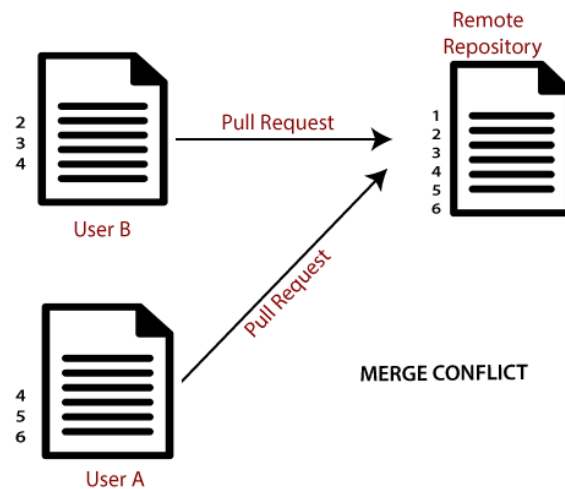 Remote
Repository
2
3
4
Pull Request
1
2
3
4
5
6
User B
Pull Request
4
5
6
MERGE CONFLICT
User A